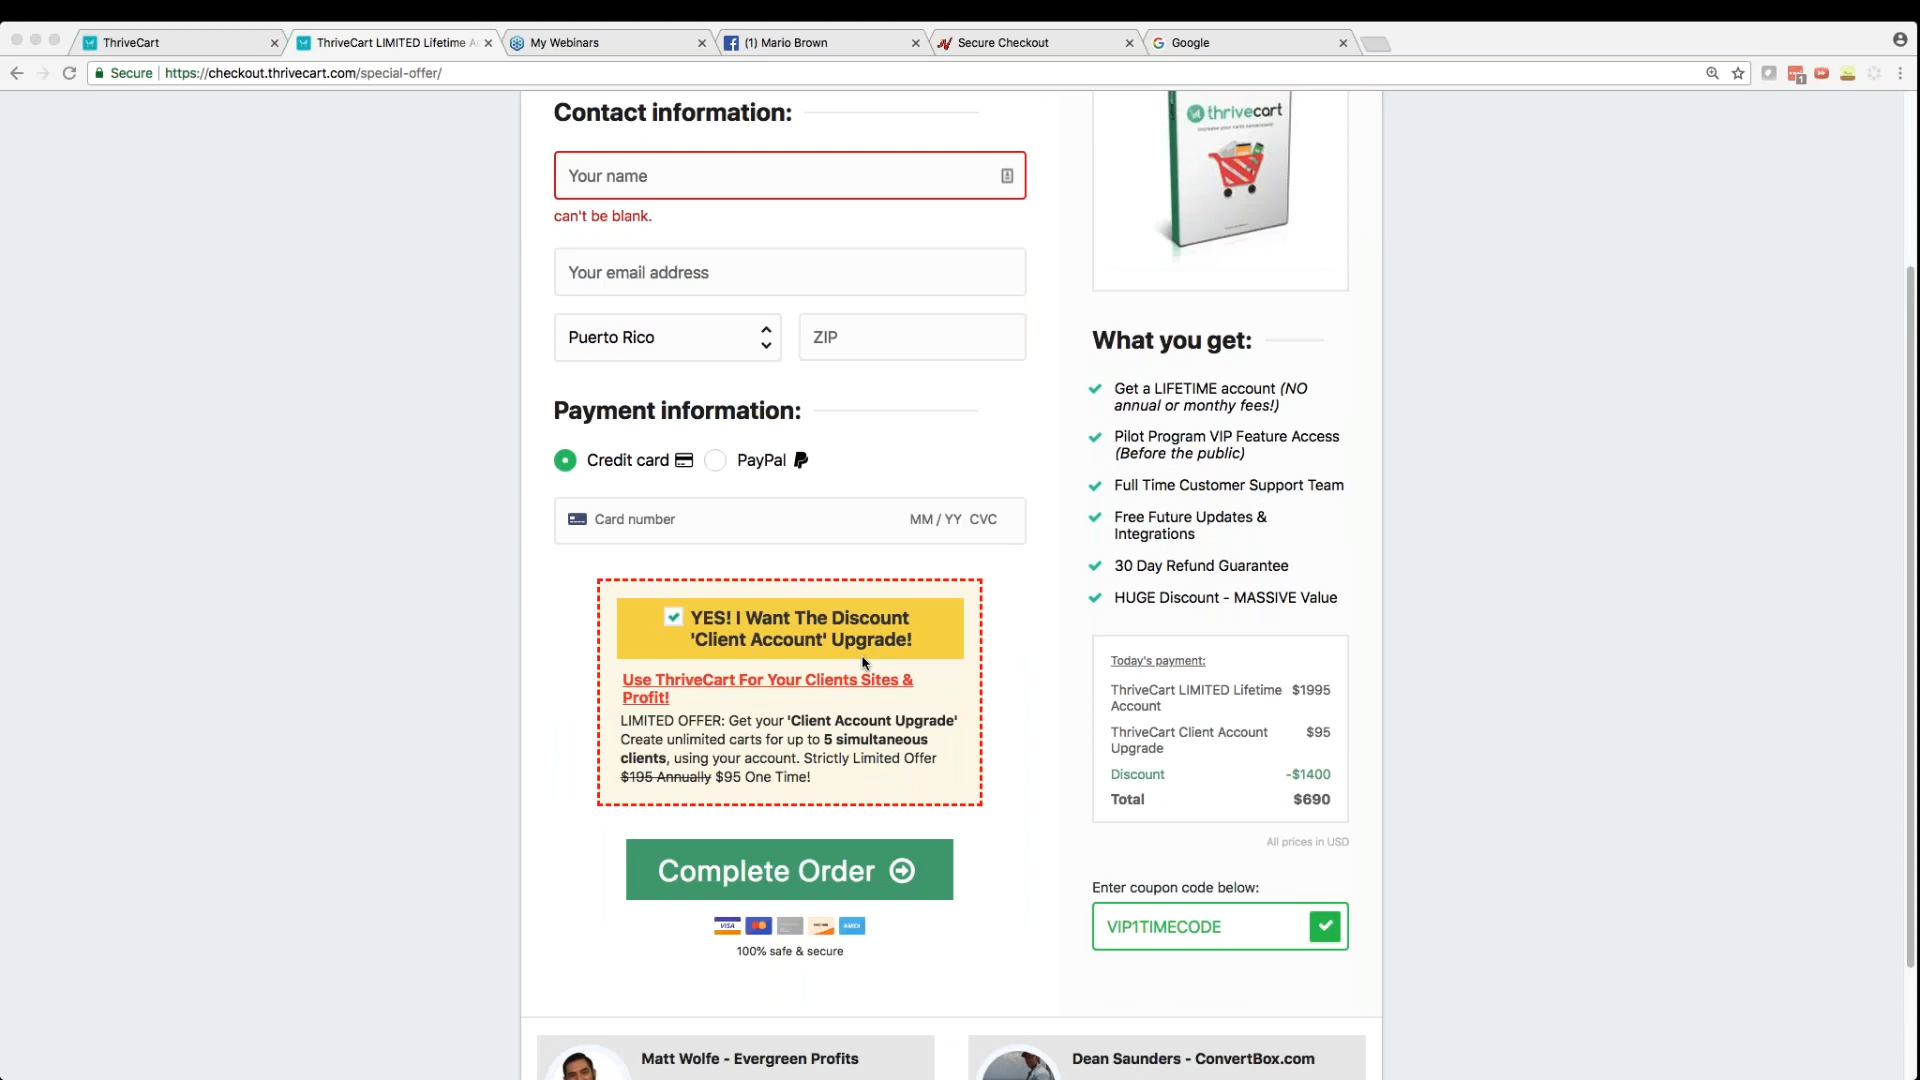 ThriveCart
ThriveCart LIMITED Lifetime A
My Webinars
(1) Mario Brown
Secure Checkout
Google
Secure
https://checkout.thrivecart.com/special-offer/
1
Contact information:
Your name
can't be blank.
Your email address
Puerto Rico
ZIP
Payment information:
Credit card
PayPal
Card number
MM / YY CVC
YES! I Want The Discount
'Client Account' Upgrade!
Use ThriveCart For Your Clients Sites &
Profit!
LIMITED OFFER: Get your 'Client Account Upgrade'
Create unlimited carts for up to 5 simultaneous
clients, using your account. Strictly Limited Offer
$195 Annually $95 One Time!
Complete Order
VISA
AMEX
100% safe & secure
thrivecart
What you get:
Get a LIFETIME account (NO
annual or monthy fees!)
Pilot Program VIP Feature Access
(Before the public)
Full Time Customer Support Team
Free Future Updates &
Integrations
30 Day Refund Guarantee
HUGE Discount - MASSIVE Value
Today's payment:
ThriveCart LIMITED Lifetime $1995
Account
ThriveCart Client Account $95
Upgrade
Discount -$1400
Total $690
All prices in USD
Enter coupon code below:
VIP1TIMECODE
Matt Wolfe - Evergreen Profits
Dean Saunders - ConvertBox.com